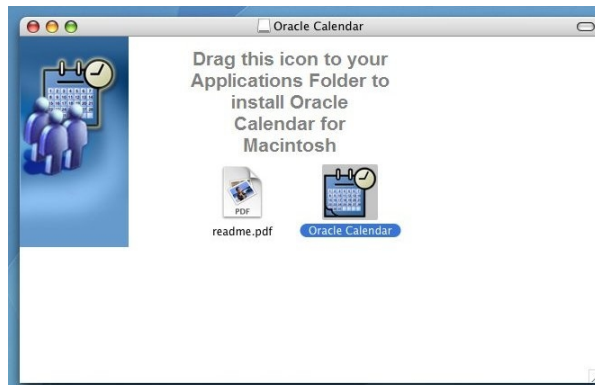 Oracle Calendar
Drag this icon to your
Applications Folder to
install Oracle
Calendar for
Macintosh
PDF
readme.pdf
Oracle Calendar